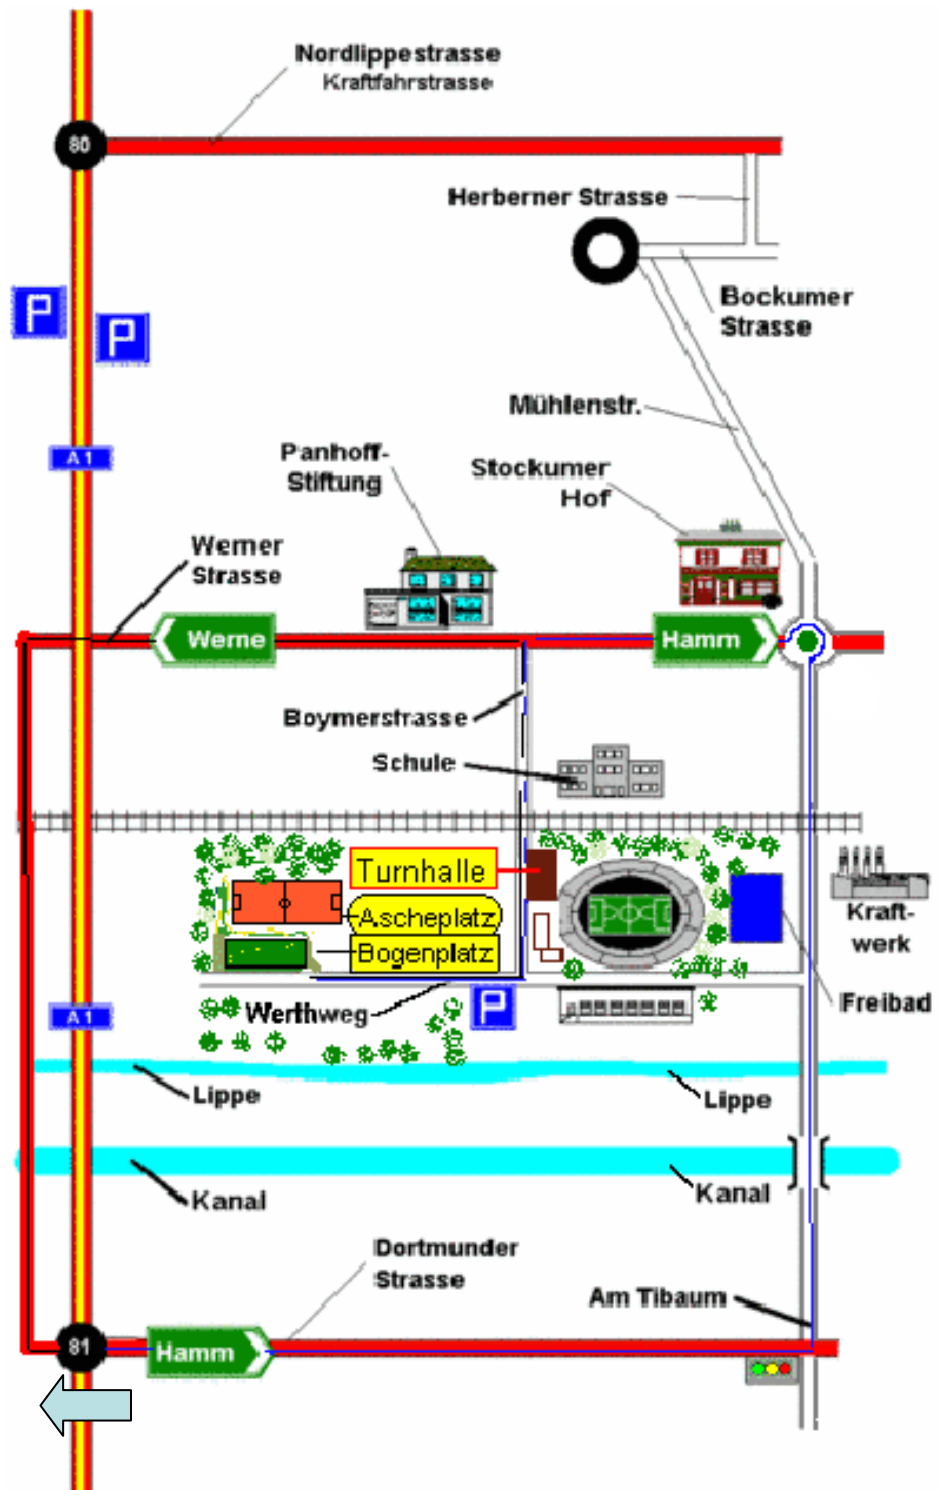 Nordlippestrasse
Kraftfahrstrasse
80
Herberner Strasse
P
P
Bockumer
Strasse
Mühlenstr.
A 1
Panhoff-
Stiftung
Stockumer
Hof
Werner
Strasse
Werne
Hamm
Boymerstrasse
Schule
Turnhalle
Ascheplatz
Bogenplatz
Kraft-
werk
A 1
Werthweg
P
Freibad
Lippe
Lippe
Kanal
Kanal
Dortmunder
Strasse
Am Tibaum
81
Hamm